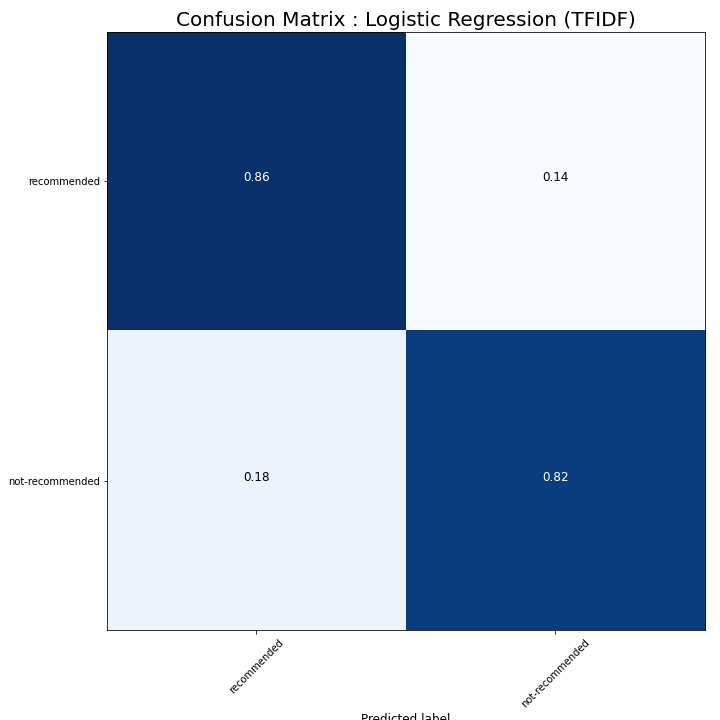 Confusion Matrix : Logistic Regression (TFIDF)
recommended
0.86
0.14
not-recommended
0.18
0.82
recommended
not-recommended
Predicted label